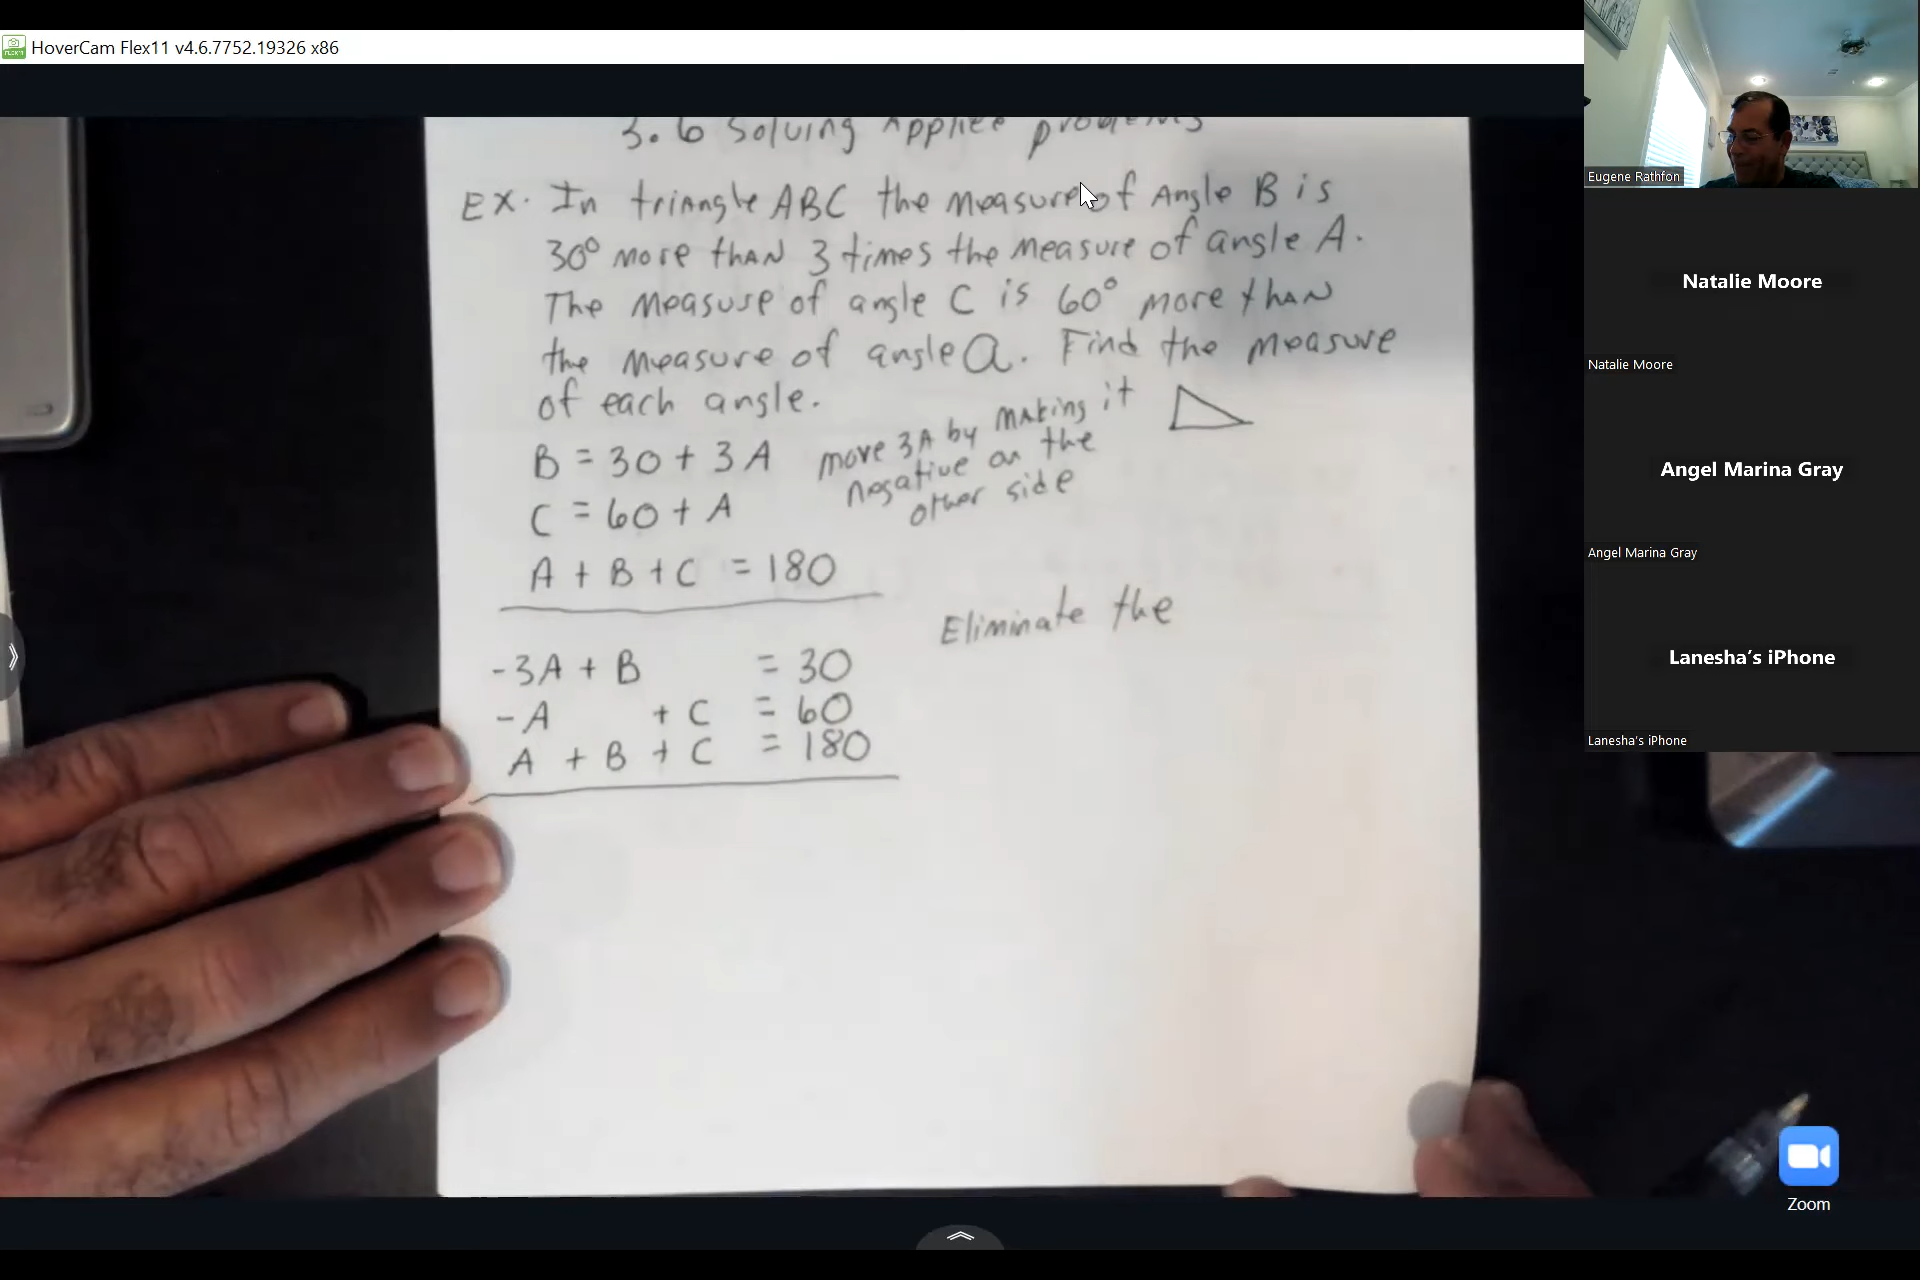 HoverCam Flex11 v4.6.7752.19326 x86
3.6 Solving Applied problems
EX. In triangle ABC the measure of Angle B is
30° more than 3 times the measure of angle A.
The measure of angle C is 60° more than
the measure of angle a. Find the measure
of each angle.
B = 30 + 3A
move 3A by making it
negative on the
other side
C = 60 + A
A + B + C = 180
Eliminate the
-3A + B = 30
-A + C = 60
A + B + C = 180
Eugene Rathfon
Natalie Moore
Natalie Moore
Angel Marina Gray
Angel Marina Gray
Lanesha’s iPhone
Lanesha's iPhone
Zoom